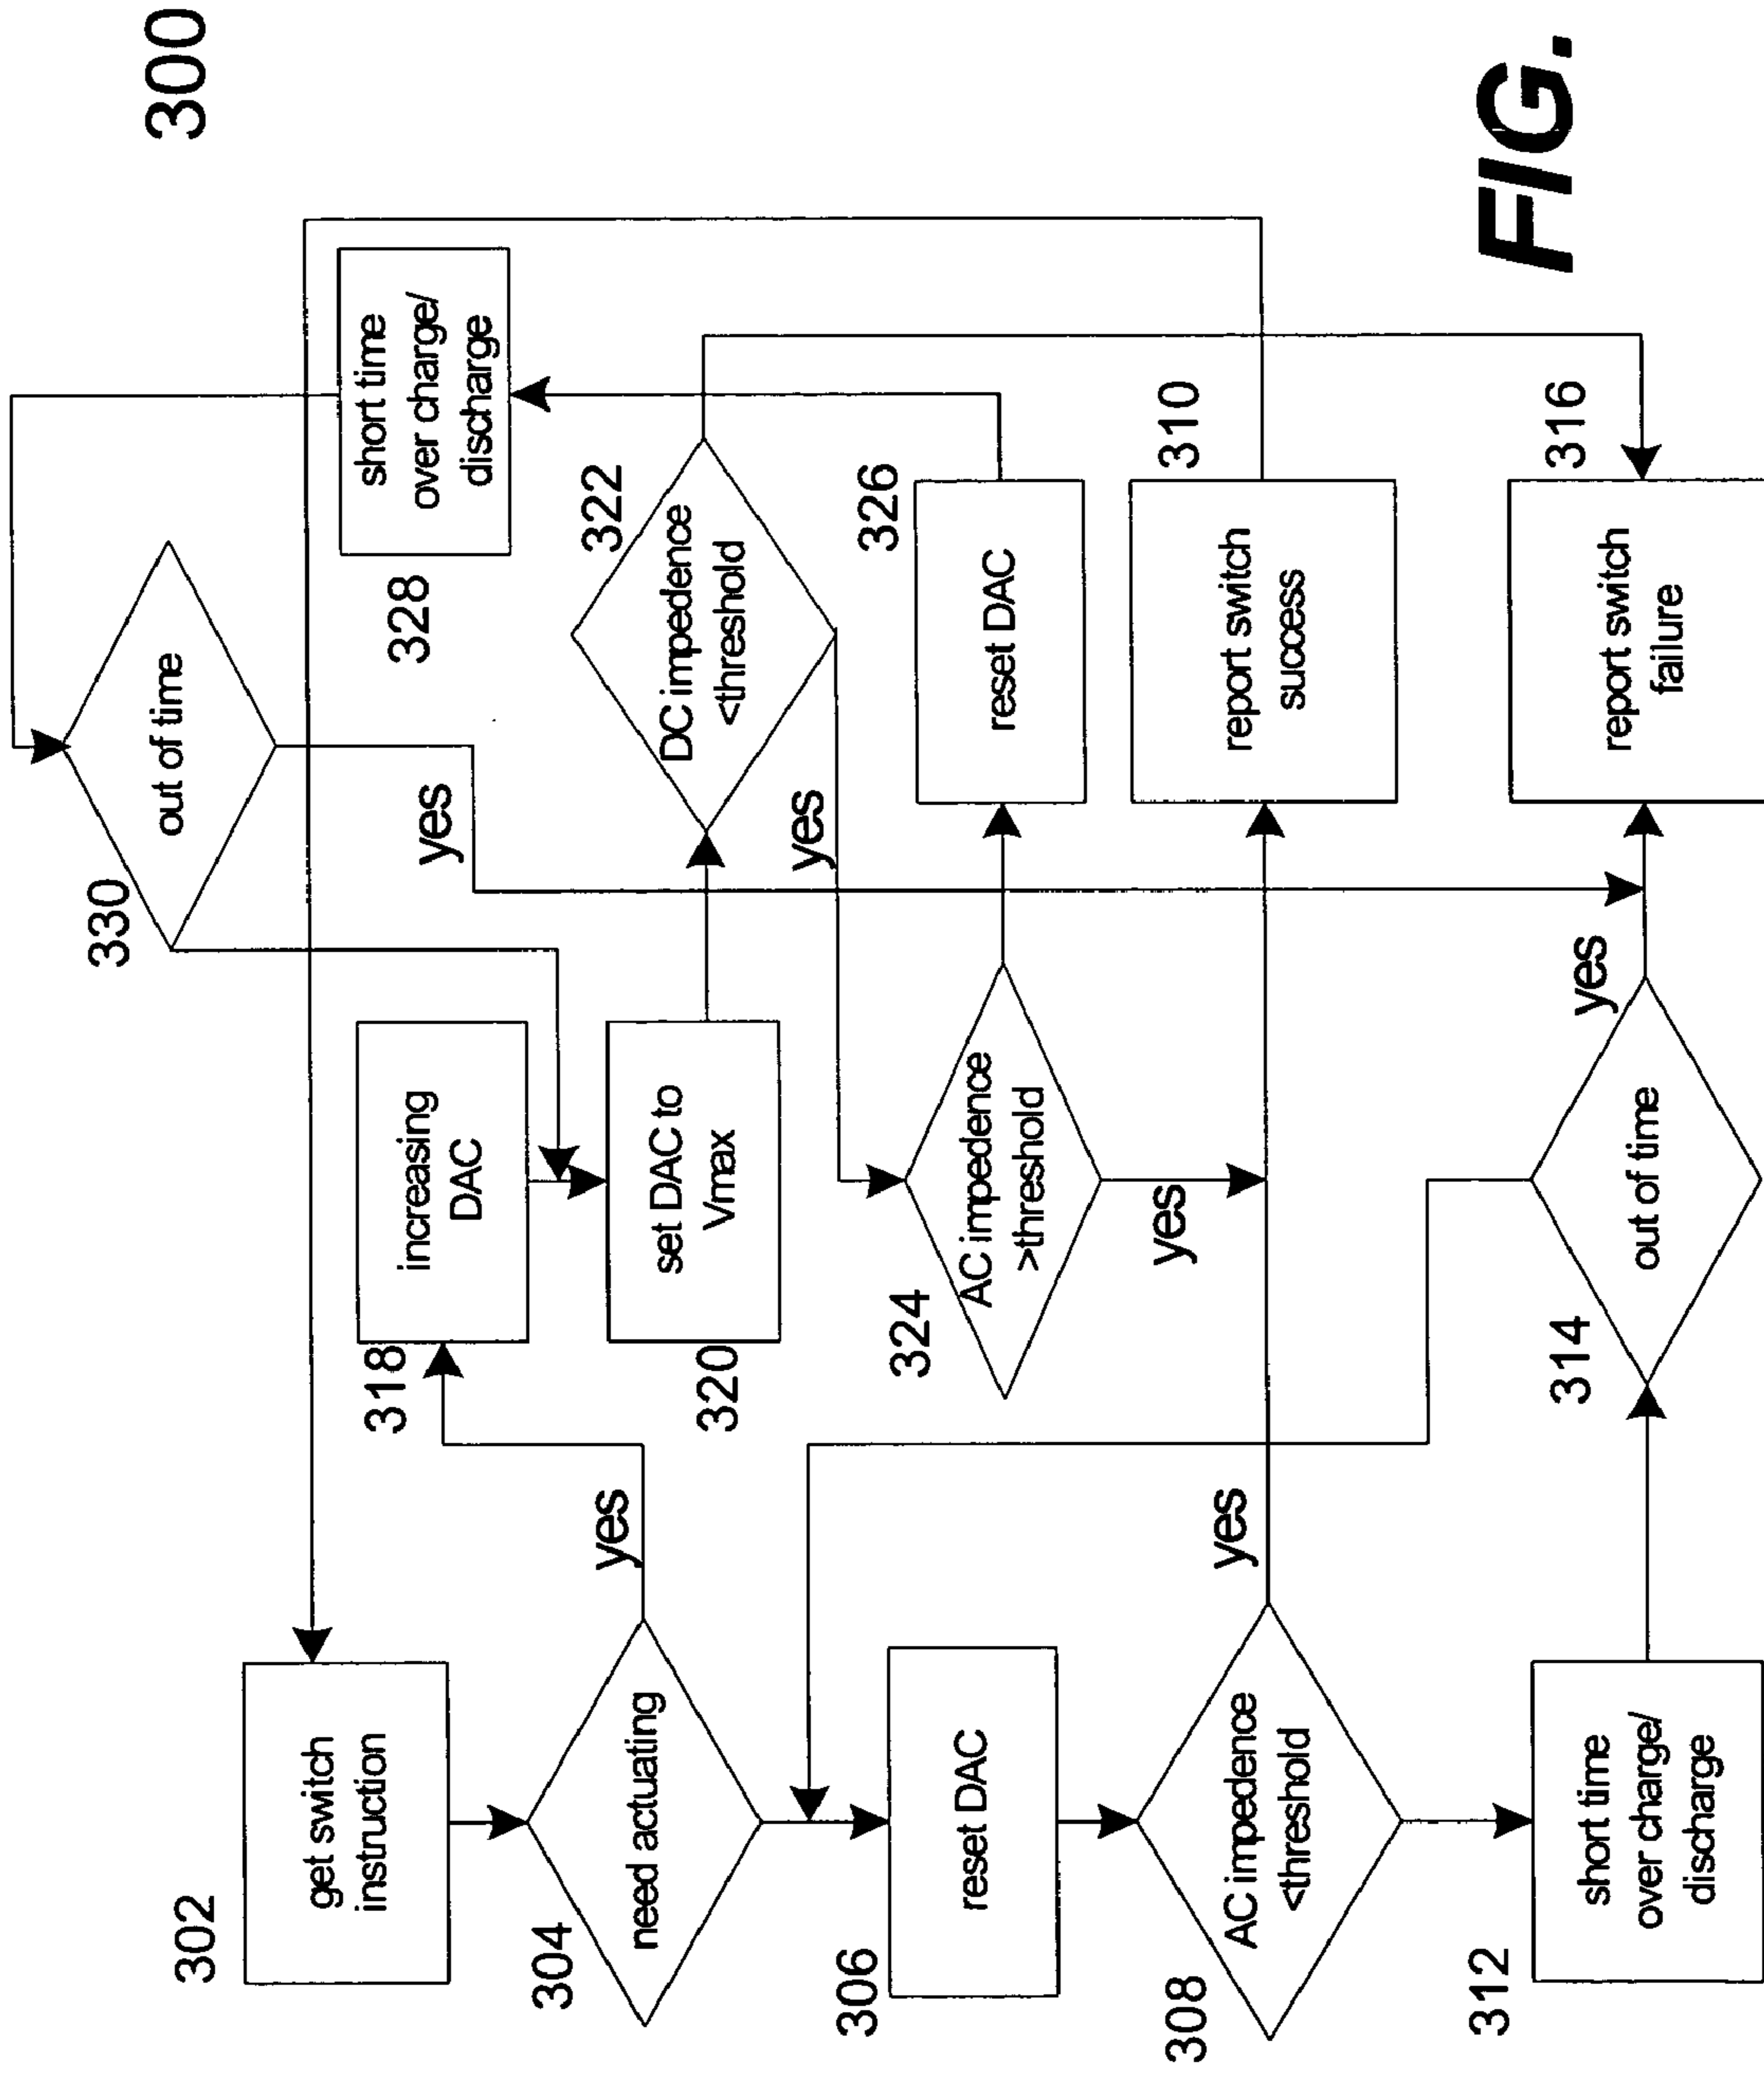 300
302
get switch
instruction
304
need actuating
yes
306
reset DAC
308
AC impedence
<threshold
yes
312
short time
over charge/
discharge
318
increasing
DAC
320
set DAC to
Vmax
324
AC impedence
>threshold
yes
314
out of time
yes
330
out of time
yes
328
short time
over charge/
discharge
322
DC impedence
<threshold
yes
326
reset DAC
310
report switch
success
316
report switch
failure
FIG.